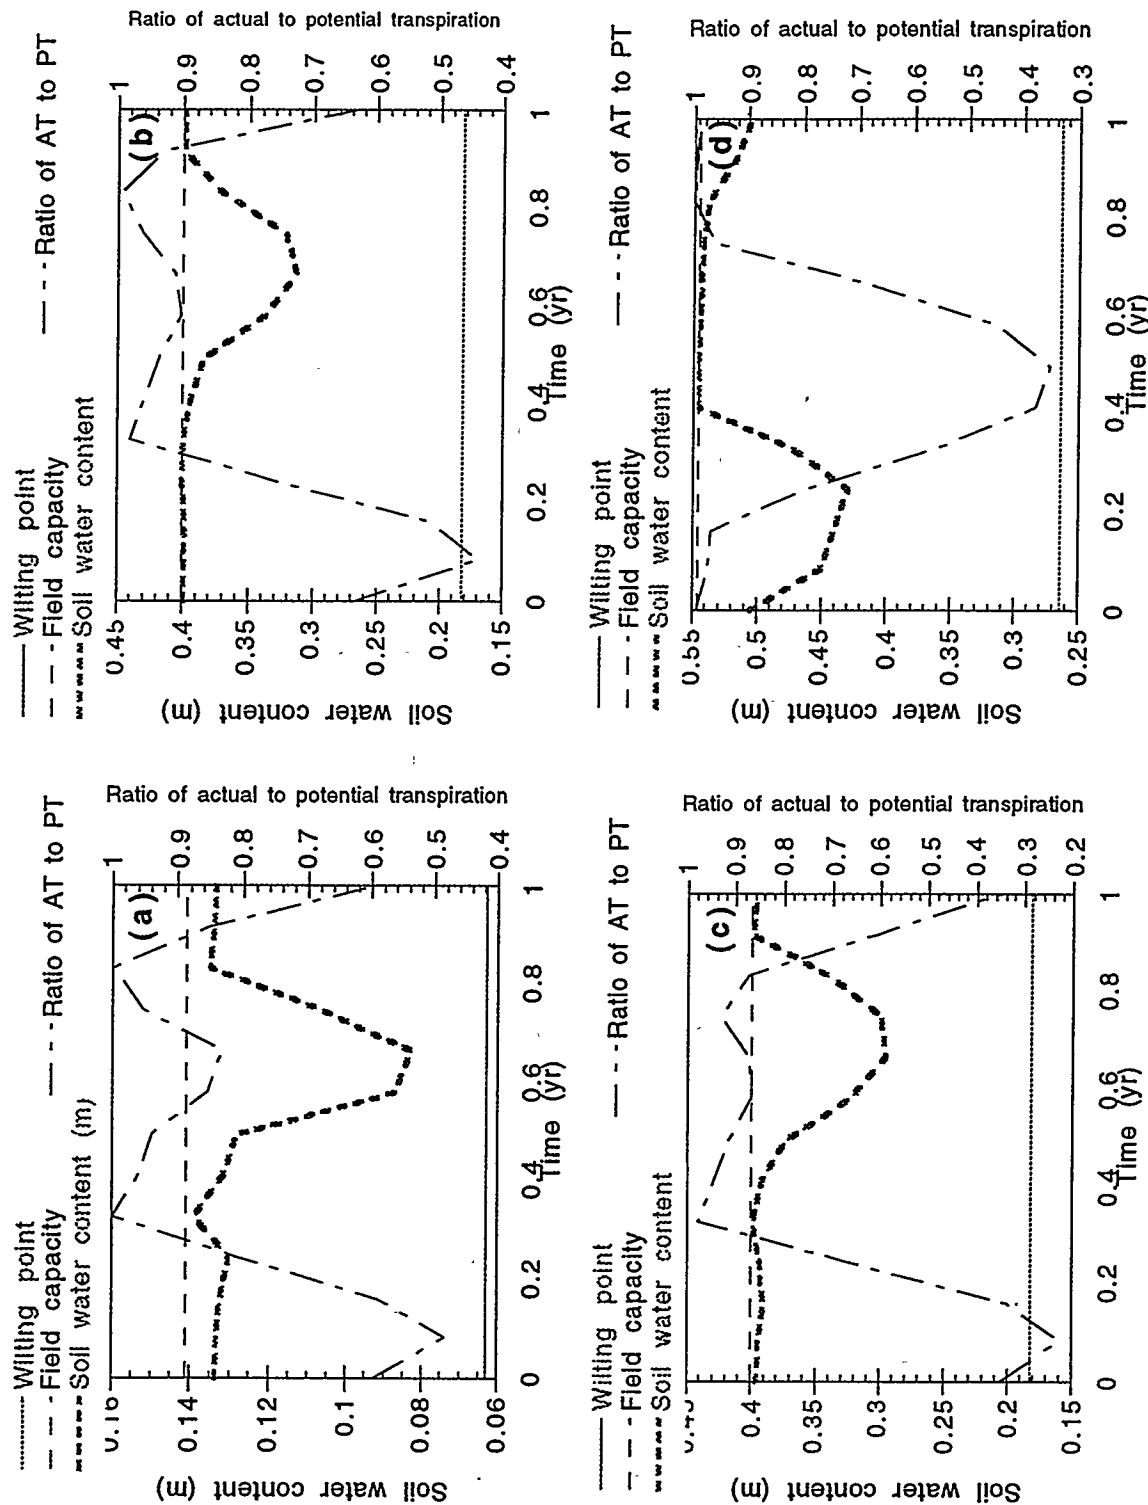 Wilting point
Field capacity
Ratio of AT to PT
Soil water content (m)
(a)
Soil water content (m)
0.16
0.14
0.12
0.1
0.08
0.06
1
0.9
0.8
0.7
0.6
0.5
0.4
Ratio of actual to potential transpiration
0 0.2 0.4 0.6 0.8 1
Time (yr)
Wilting point
Field capacity
Ratio of AT to PT
Soil water content
(b)
Soil water content (m)
0.45
0.4
0.35
0.3
0.25
0.2
0.15
1
0.9
0.8
0.7
0.6
0.5
0.4
Ratio of actual to potential transpiration
0 0.2 0.4 0.6 0.8 1
Time (yr)
Wilting point
Field capacity
Ratio of AT to PT
Soil water content
(c)
Soil water content (m)
0.4
0.35
0.3
0.25
0.2
0.15
1
0.9
0.8
0.7
0.6
0.5
0.4
0.3
0.2
Ratio of actual to potential transpiration
0 0.2 0.4 0.6 0.8 1
Time (yr)
Wilting point
Field capacity
Ratio of AT to PT
Soil water content
(d)
Soil water content (m)
0.55
0.5
0.45
0.4
0.35
0.3
0.25
1
0.9
0.8
0.7
0.6
0.5
0.4
0.3
Ratio of actual to potential transpiration
0 0.2 0.4 0.6 0.8 1
Time (yr)